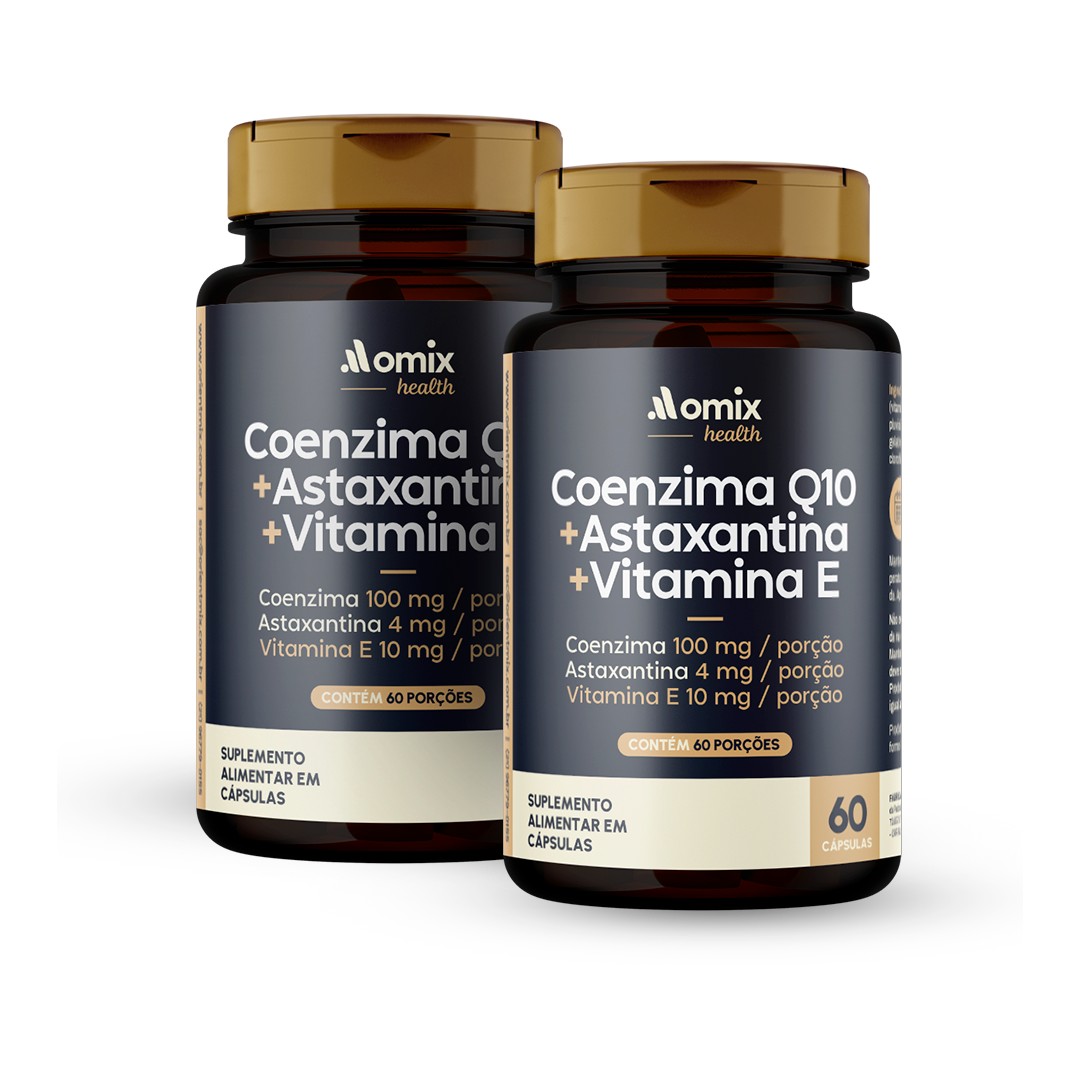 omix
health
Coenzima Q
+Astaxantin
+Vitamina
Coenzima 100 mg / por
Astaxantina 4 mg / por
Vitamina E 10 mg / por
CONTÉM 60 PORÇÕES
SUPLEMENTO
ALIMENTAR EM
CÁPSULAS
omix
health
Coenzima Q10
+Astaxantina
+Vitamina E
Coenzima 100 mg / porção
Astaxantina 4 mg / porção
Vitamina E 10 mg / porção
CONTÉM 60 PORÇÕES
SUPLEMENTO
ALIMENTAR EM
CÁPSULAS
60
CÁPSULAS